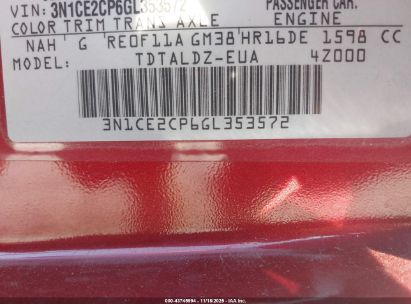 VIN: 3N1CE2CP6GL353572 PASSENGER CAR.
COLOR TRIM TRANS AXLE ENGINE
NAH G RE0F11A GM38 HR16DE 1598 CC
MODEL: TDTALDZ-EUA 4Z000
3N1CE2CP6GL353572